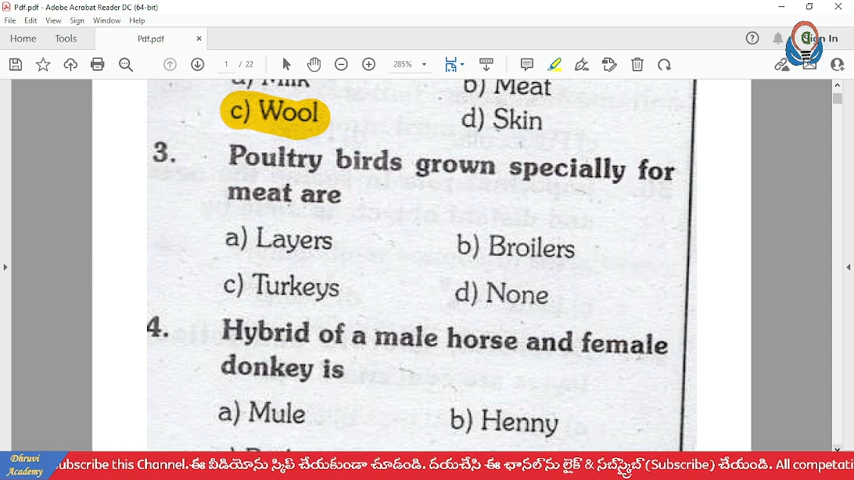 Pdf.pdf - Adobe Acrobat Reader DC (64-bit)
File Edit View Sign Window Help
Home Tools Pdf.pdf × Sign In
1 / 22 285%
a) Milk b) Meat
c) Wool d) Skin
3. Poultry birds grown specially for
meat are
a) Layers b) Broilers
c) Turkeys d) None
4. Hybrid of a male horse and female
donkey is
a) Mule b) Henny
Dhruvi
Academy
ubscribe this Channel.ఈ వీడియోను స్కిప్ చేయకుండా చూడండి. దయచేసి ఈ ఛానల్‌ను లైక్ & సబ్‌స్క్రైబ్ (Subscribe) చేయండి. All competati